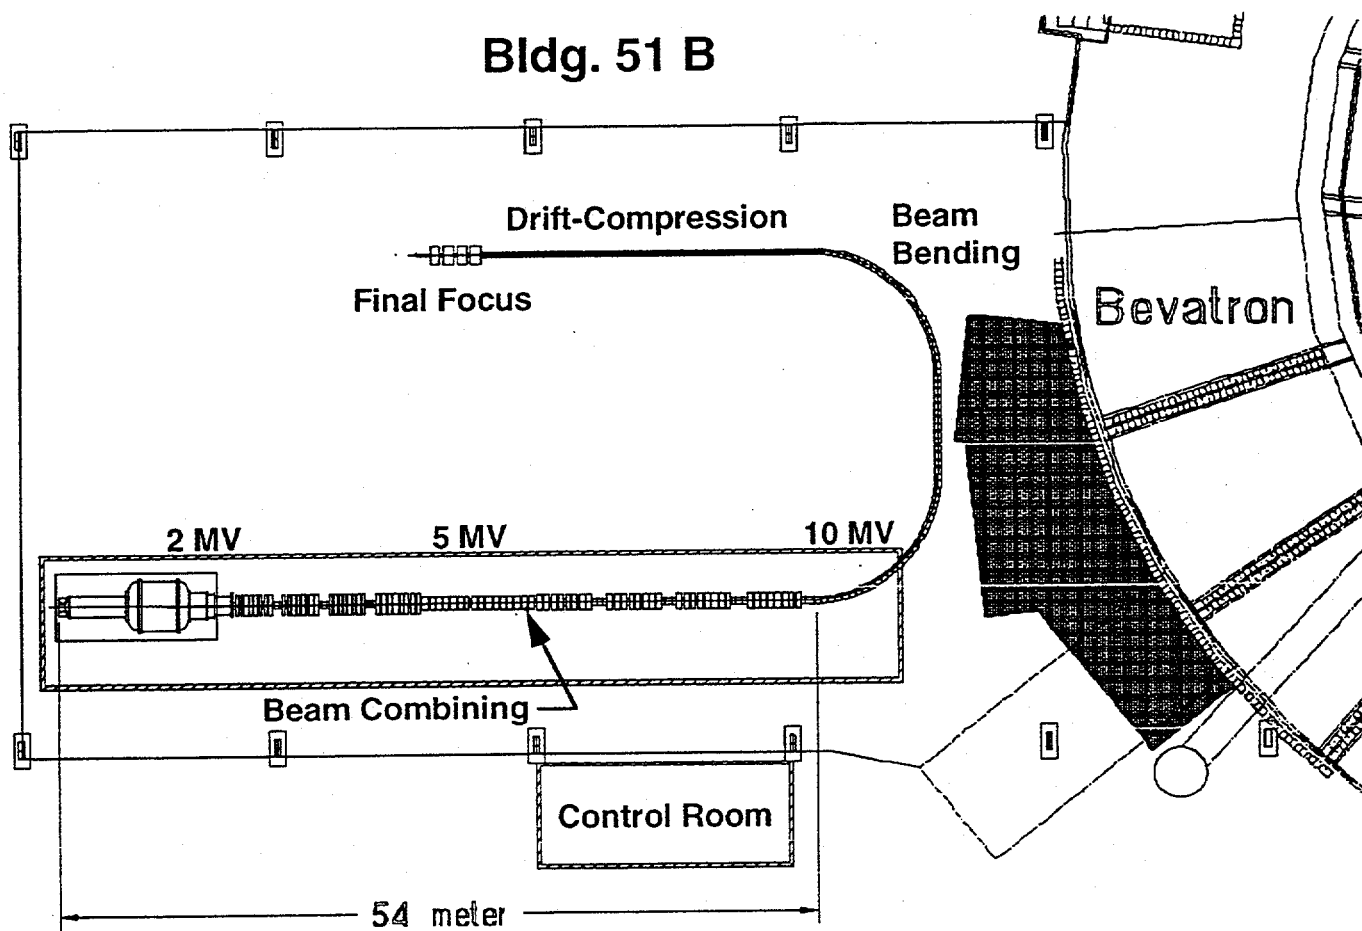 Bldg. 51 B
Drift-Compression
Beam
Bending
Final Focus
Bevatron
2 MV
5 MV
10 MV
Beam Combining
Control Room
54 meter